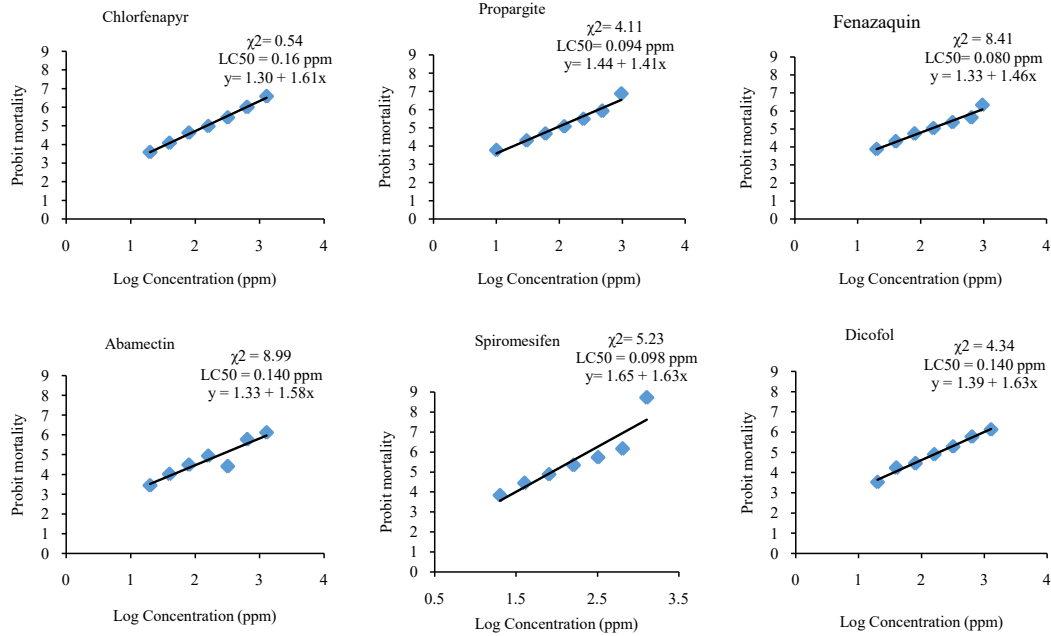 Chlorfenapyr
χ2= 0.54
LC50 = 0.16 ppm
y= 1.30 + 1.61x
9
8
7
6
5
4
3
2
1
0
Probit mortality
0
1
2
3
4
Log Concentration (ppm)
Propargite
χ2= 4.11
LC50= 0.094 ppm
y= 1.44 + 1.41x
9
8
7
6
5
4
3
2
1
0
Probit mortality
0
1
2
3
4
Log Concentration (ppm)
Fenazaquin
χ2 = 8.41
LC50 = 0.080 ppm
y = 1.33 + 1.46x
9
8
7
6
5
4
3
2
1
0
Probit mortality
0
1
2
3
4
Log Concentration (ppm)
Abamectin
χ2 = 8.99
LC50 = 0.140 ppm
y = 1.33 + 1.58x
9
8
7
6
5
4
3
2
1
0
Probit mortality
0
1
2
3
4
Log Concentration (ppm)
Spiromesifen
χ2= 5.23
LC50 = 0.098 ppm
y= 1.65 + 1.63x
9
8
7
6
5
4
3
2
1
0
Probit mortality
0.5
1.5
2.5
3.5
Log Concentration (ppm)
Dicofol
χ2 = 4.34
LC50 = 0.140 ppm
y = 1.39 + 1.63x
9
8
7
6
5
4
3
2
1
0
Probit mortality
0
1
2
3
4
Log Concentration (ppm)